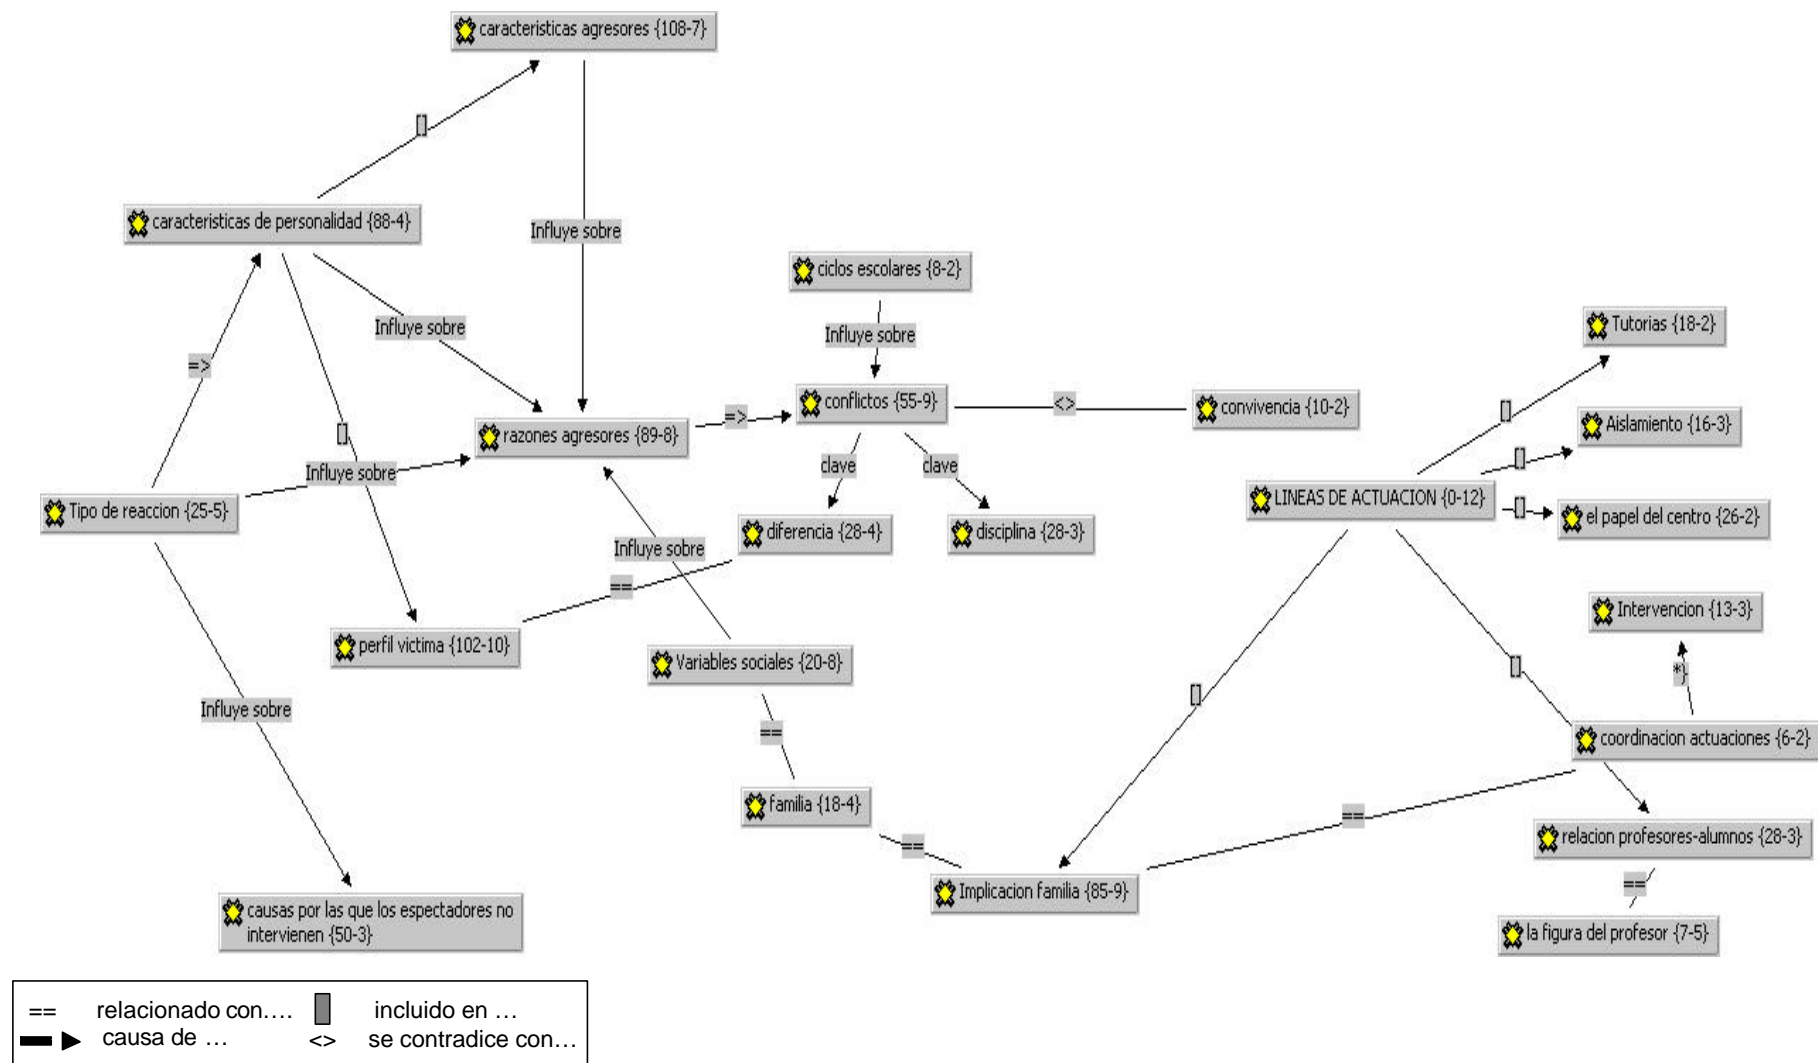 caracteristicas agresores {108-7}
[]
caracteristicas de personalidad {88-4}
Influye sobre
ciclos escolares {8-2}
Influye sobre
Influye sobre
Tutorias {18-2}
=>
conflictos {55-9}
<>
convivencia {10-2}
[]
=>
Aislamiento {16-3}
[]
razones agresores {89-8}
[]
clave
clave
Influye sobre
LINEAS DE ACTUACION {0-12}
[]
el papel del centro {26-2}
Tipo de reaccion {25-5}
diferencia {28-4}
disciplina {28-3}
Influye sobre
==
Intervencion {13-3}
perfil victima {102-10}
Variables sociales {20-8}
[]
[]
*}
Influye sobre
==
coordinacion actuaciones {6-2}
familia {18-4}
==
==
relacion profesores-alumnos {28-3}
==
Implicacion familia {85-9}
causas por las que los espectadores no
intervienen {50-3}
la figura del profesor {7-5}
== relacionado con…. incluido en …
causa de … <> se contradice con…